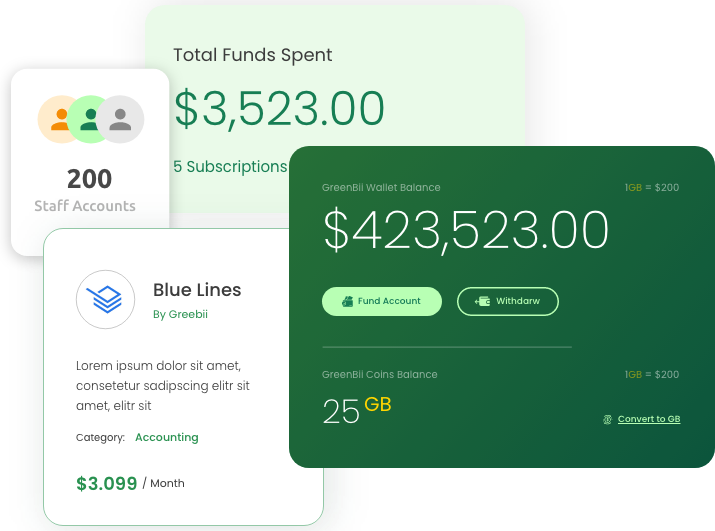 Total Funds Spent
$3,523.00
5 Subscriptions
200
Staff Accounts
GreenBii Wallet Balance
1GB = $200
$423,523.00
Fund Account
Withdarw
GreenBii Coins Balance
1GB = $200
25 GB
Convert to GB
Blue Lines
By Greebii
Lorem ipsum dolor sit amet,
consetetur sadipscing elitr sit
amet, elitr sit
Category: Accounting
$3.099 / Month